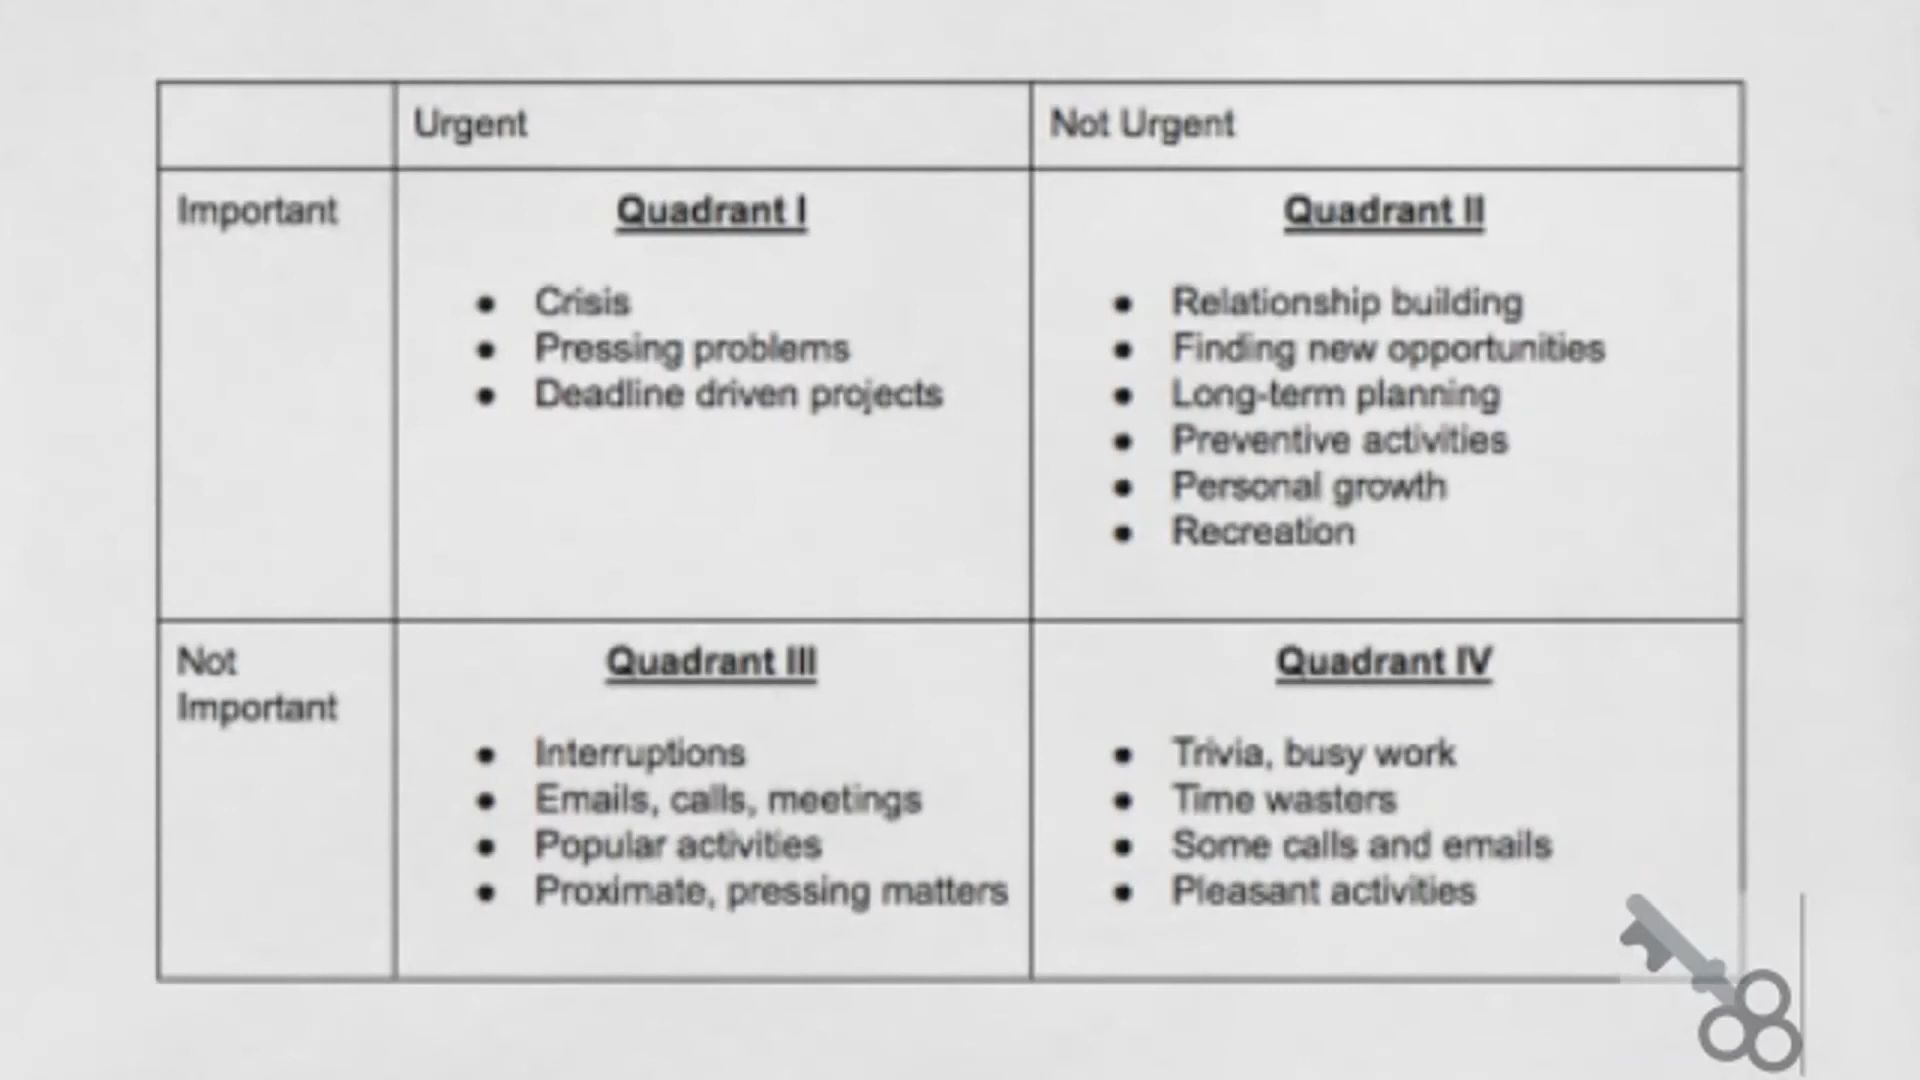 Urgent
Not Urgent
Important
Quadrant I
● Crisis
● Pressing problems
● Deadline driven projects
Quadrant II
● Relationship building
● Finding new opportunities
● Long-term planning
● Preventive activities
● Personal growth
● Recreation
Not
Important
Quadrant III
● Interruptions
● Emails, calls, meetings
● Popular activities
● Proximate, pressing matters
Quadrant IV
● Trivia, busy work
● Time wasters
● Some calls and emails
● Pleasant activities